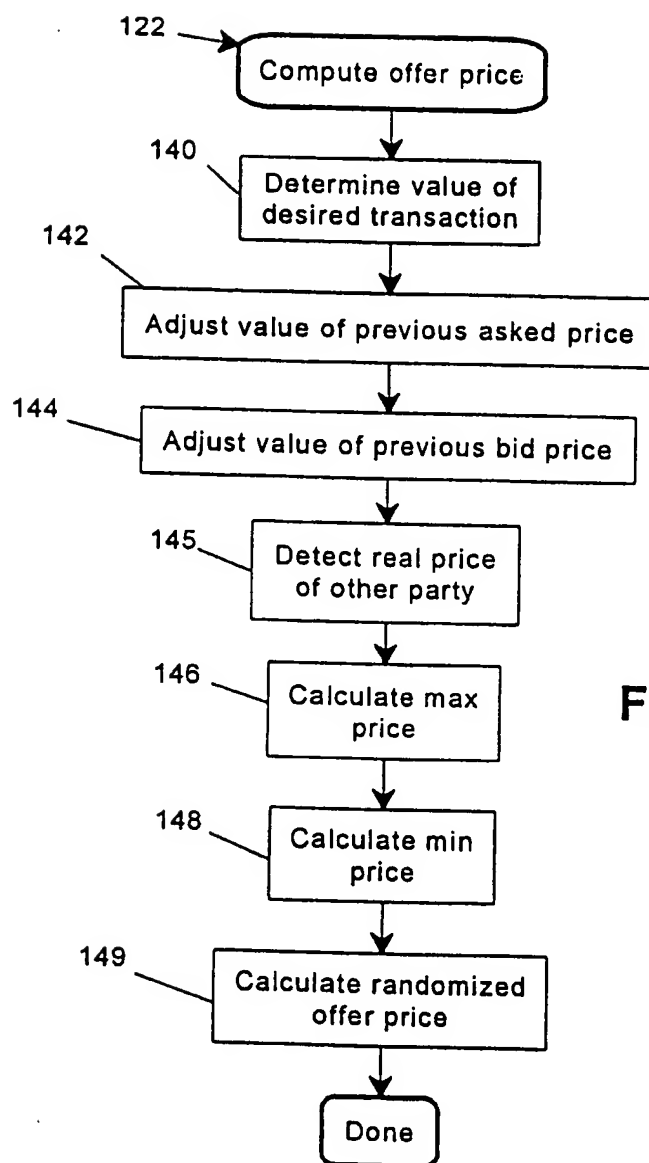 122
Compute offer price
140
Determine value of
desired transaction
142
Adjust value of previous asked price
144
Adjust value of previous bid price
145
Detect real price
of other party
146
Calculate max
price
F
148
Calculate min
price
149
Calculate randomized
offer price
Done